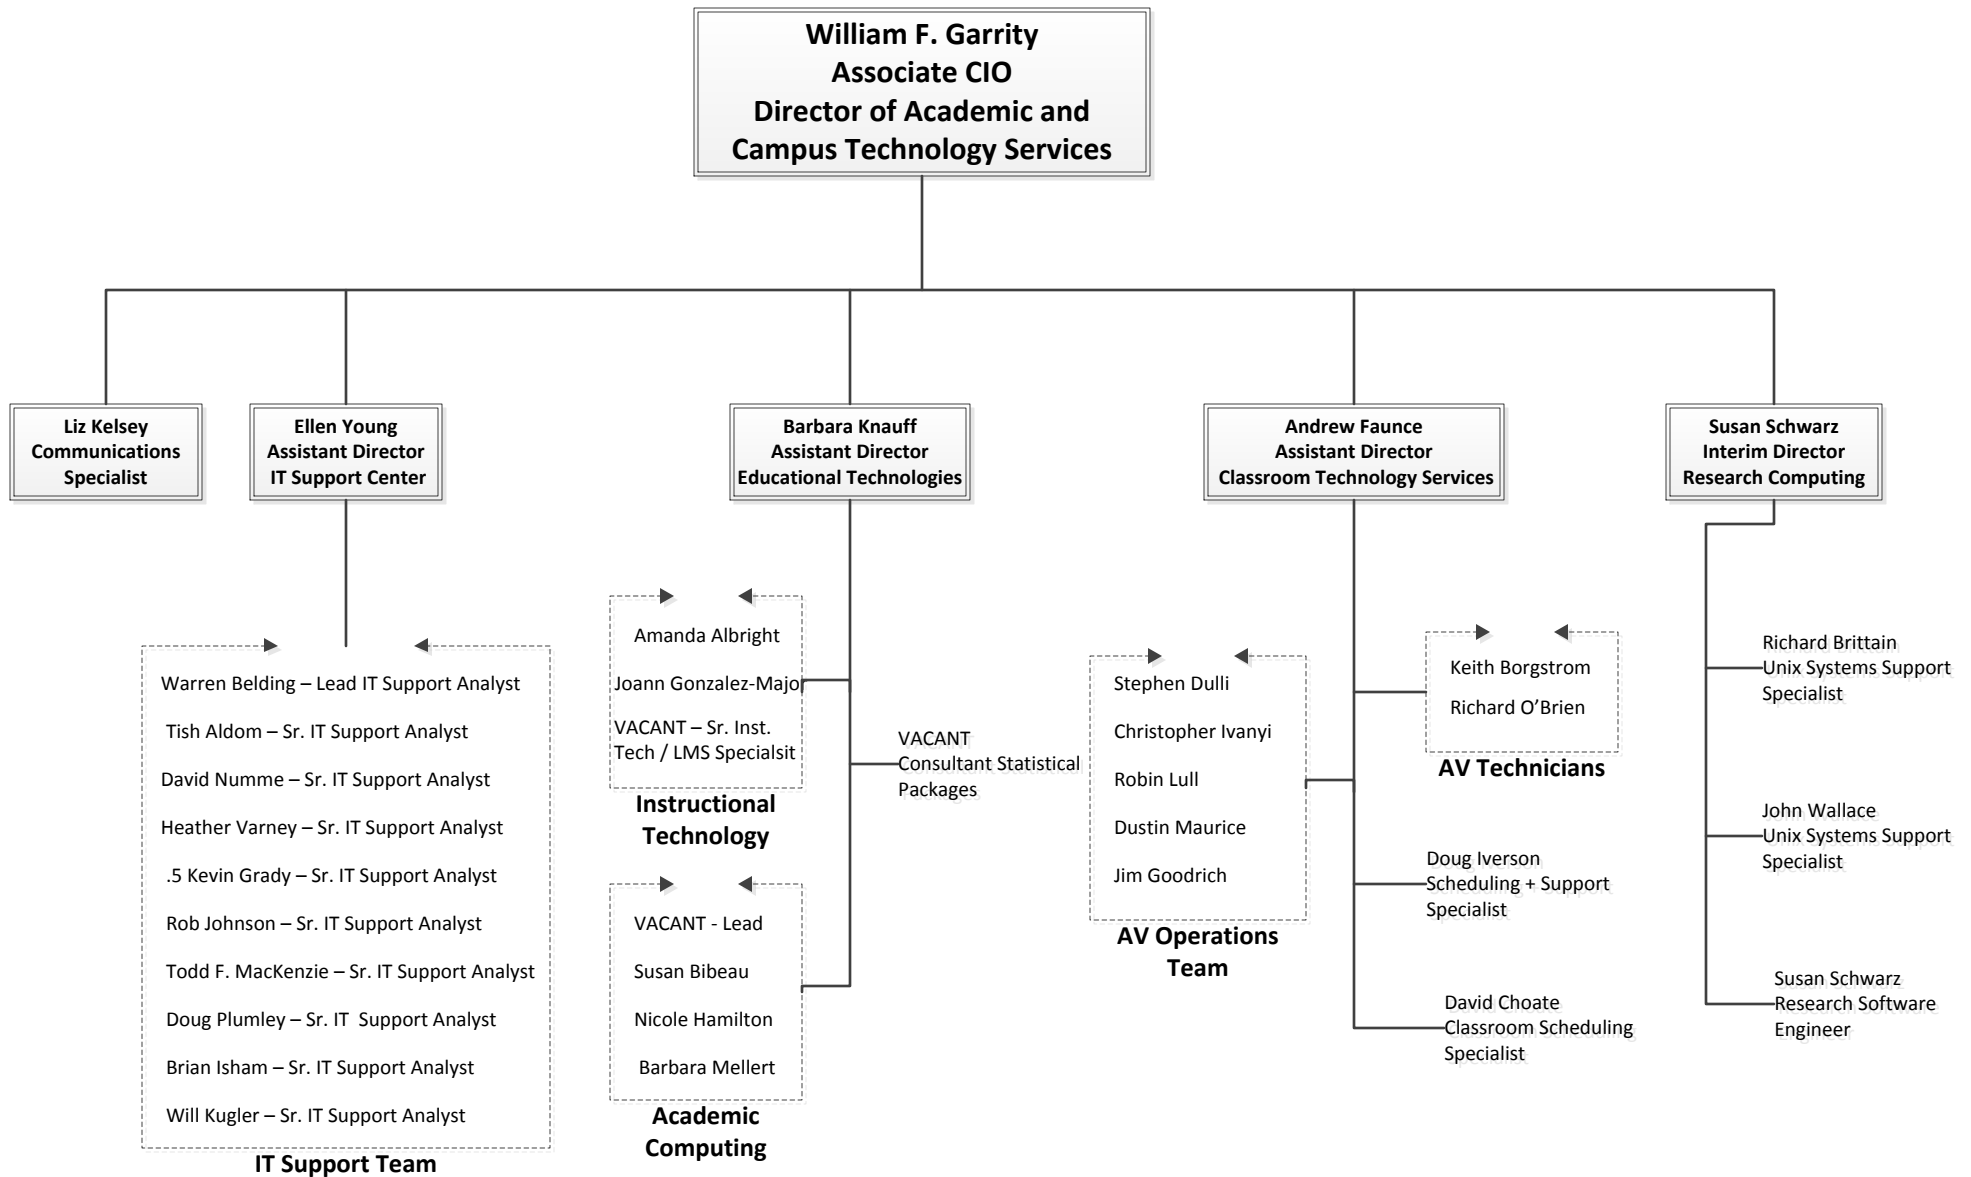 William F. Garrity
Associate CIO
Director of Academic and
Campus Technology Services
Liz Kelsey
Communications
Specialist
Ellen Young
Assistant Director
IT Support Center
Barbara Knauff
Assistant Director
Educational Technologies
Andrew Faunce
Assistant Director
Classroom Technology Services
Susan Schwarz
Interim Director
Research Computing
Warren Belding – Lead IT Support Analyst
Tish Aldom – Sr. IT Support Analyst
David Numme – Sr. IT Support Analyst
Heather Varney – Sr. IT Support Analyst
.5 Kevin Grady – Sr. IT Support Analyst
Rob Johnson – Sr. IT Support Analyst
Todd F. MacKenzie – Sr. IT Support Analyst
Doug Plumley – Sr. IT  Support Analyst
Brian Isham – Sr. IT Support Analyst
Will Kugler – Sr. IT Support Analyst
IT Support Team
Amanda Albright
Joann Gonzalez-Majo
VACANT – Sr. Inst.
Tech / LMS Specialsit
Instructional
Technology
VACANT - Lead
Susan Bibeau
Nicole Hamilton
Barbara Mellert
Academic
Computing
VACANT
Consultant Statistical
Packages
Stephen Dulli
Christopher Ivanyi
Robin Lull
Dustin Maurice
Jim Goodrich
AV Operations
Team
Keith Borgstrom
Richard O’Brien
AV Technicians
Doug Iverson
Scheduling + Support
Specialist
David Choate
Classroom Scheduling
Specialist
Richard Brittain
Unix Systems Support
Specialist
John Wallace
Unix Systems Support
Specialist
Susan Schwarz
Research Software
Engineer